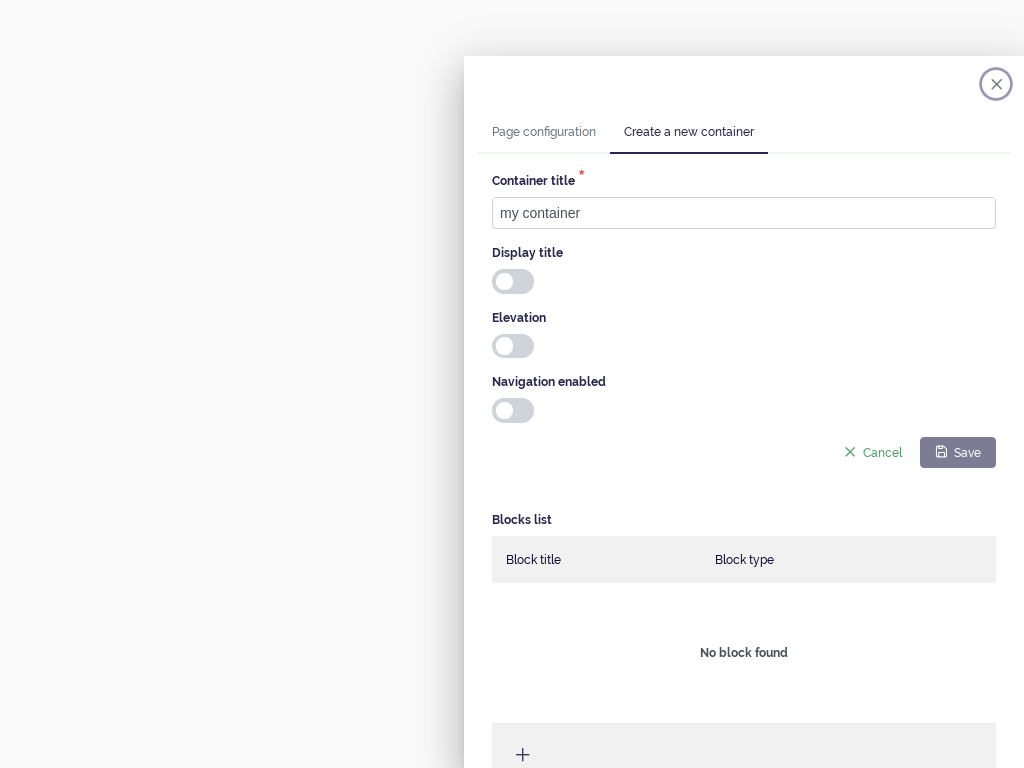 Page configuration
Create a new container
Container title *
my container
Display title
Elevation
Navigation enabled
Cancel
Save
Blocks list
Block title
Block type
No block found